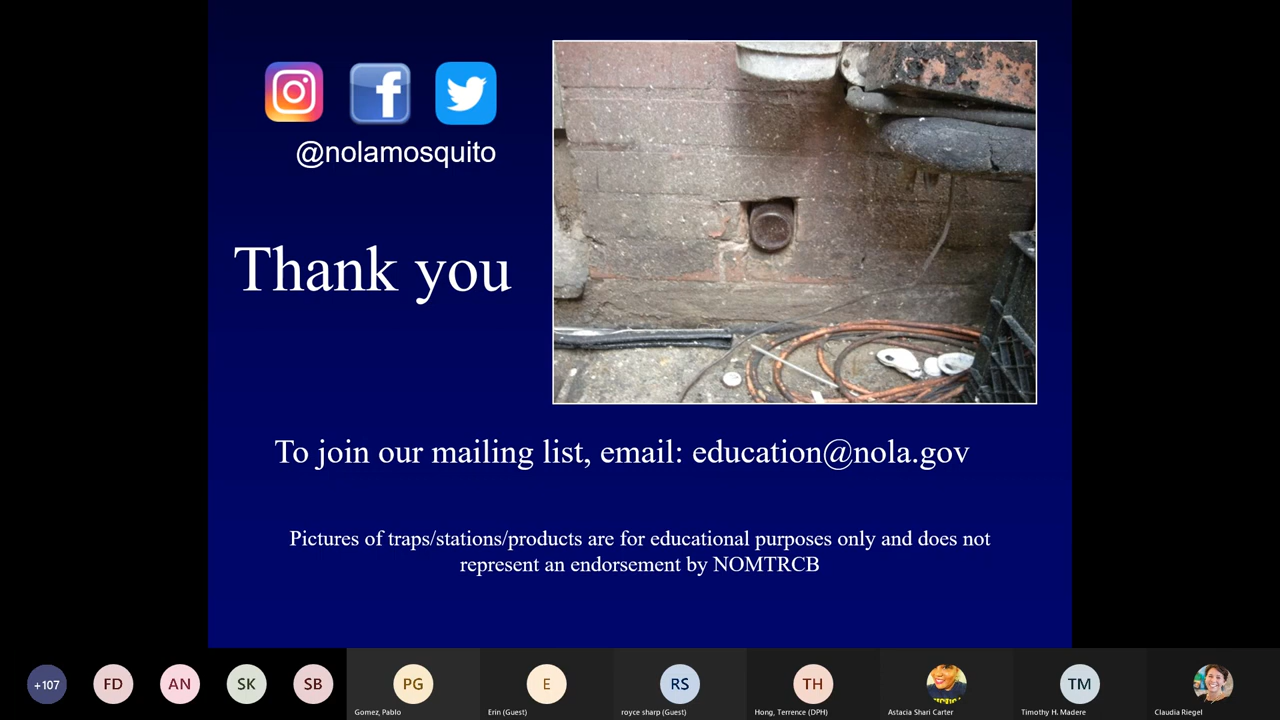 @nolamosquito
Thank you
To join our mailing list, email: education@nola.gov
Pictures of traps/stations/products are for educational purposes only and does not
represent an endorsement by NOMTRCB
+107
FD
AN
SK
SB
PG
E
RS
TH
TM
Gomez, Pablo
Erin (Guest)
royce sharp (Guest)
Hong, Terrence (DPH)
Astacia Shari Carter
Timothy H. Madere
Claudia Riegel